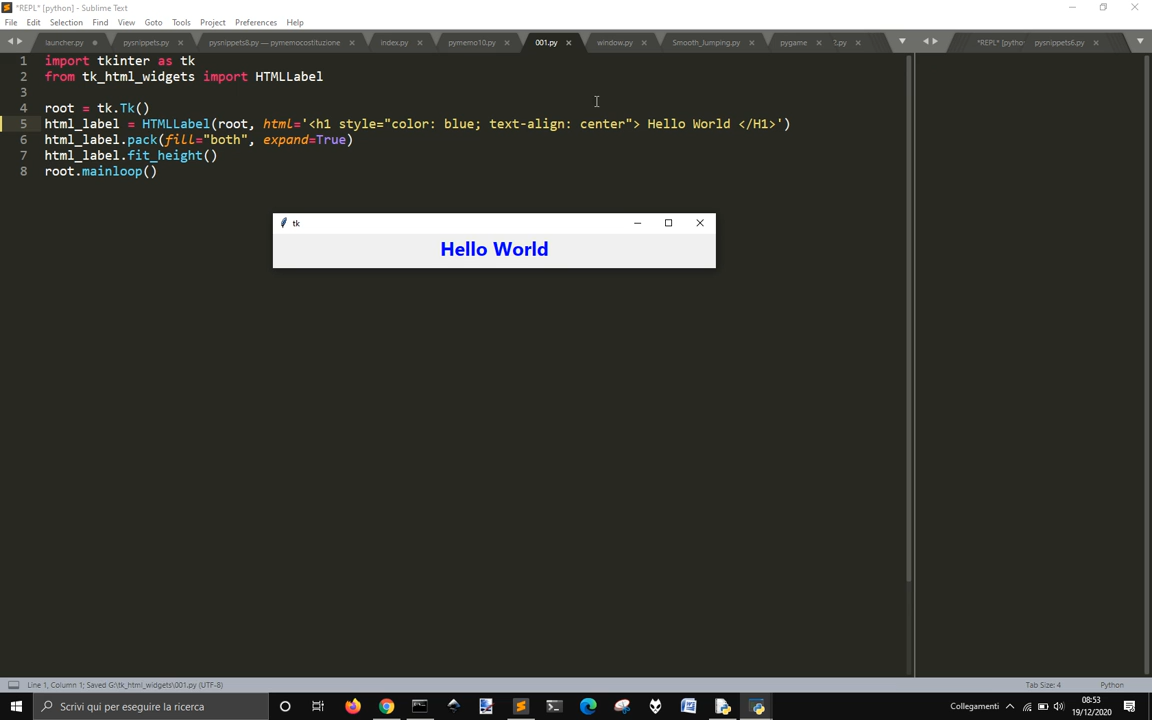 *REPL* [python] - Sublime Text
File Edit Selection Find View Goto Tools Project Preferences Help
launcher.py pysnippets.py pysnippets8.py — pymemocostituzione index.py pymemo10.py 001.py window.py Smooth_Jumping.py pygame ?.py *REPL* [pytho· pysnippets6.py
1 import tkinter as tk
2 from tk_html_widgets import HTMLLabel
3
4 root = tk.Tk()
5 html_label = HTMLLabel(root, html='<h1 style="color: blue; text-align: center"> Hello World </H1>')
6 html_label.pack(fill="both", expand=True)
7 html_label.fit_height()
8 root.mainloop()
tk
Hello World
Line 1, Column 1; Saved G:\tk_html_widgets\001.py (UTF-8) Tab Size: 4 Python
Scrivi qui per eseguire la ricerca Collegamenti 08:53
19/12/2020